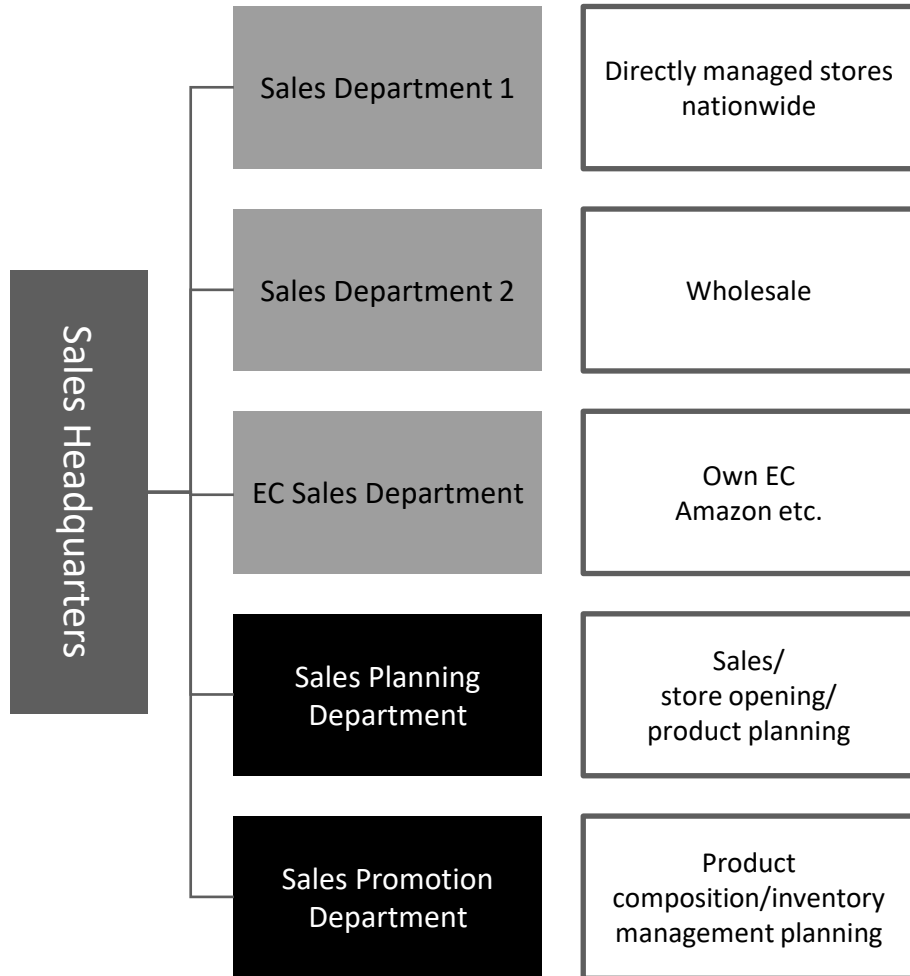 Sales Headquarters
Sales Department 1
Directly managed stores
nationwide
Sales Department 2
Wholesale
EC Sales Department
Own EC
Amazon etc.
Sales Planning
Department
Sales/
store opening/
product planning
Sales Promotion
Department
Product
composition/inventory
management planning